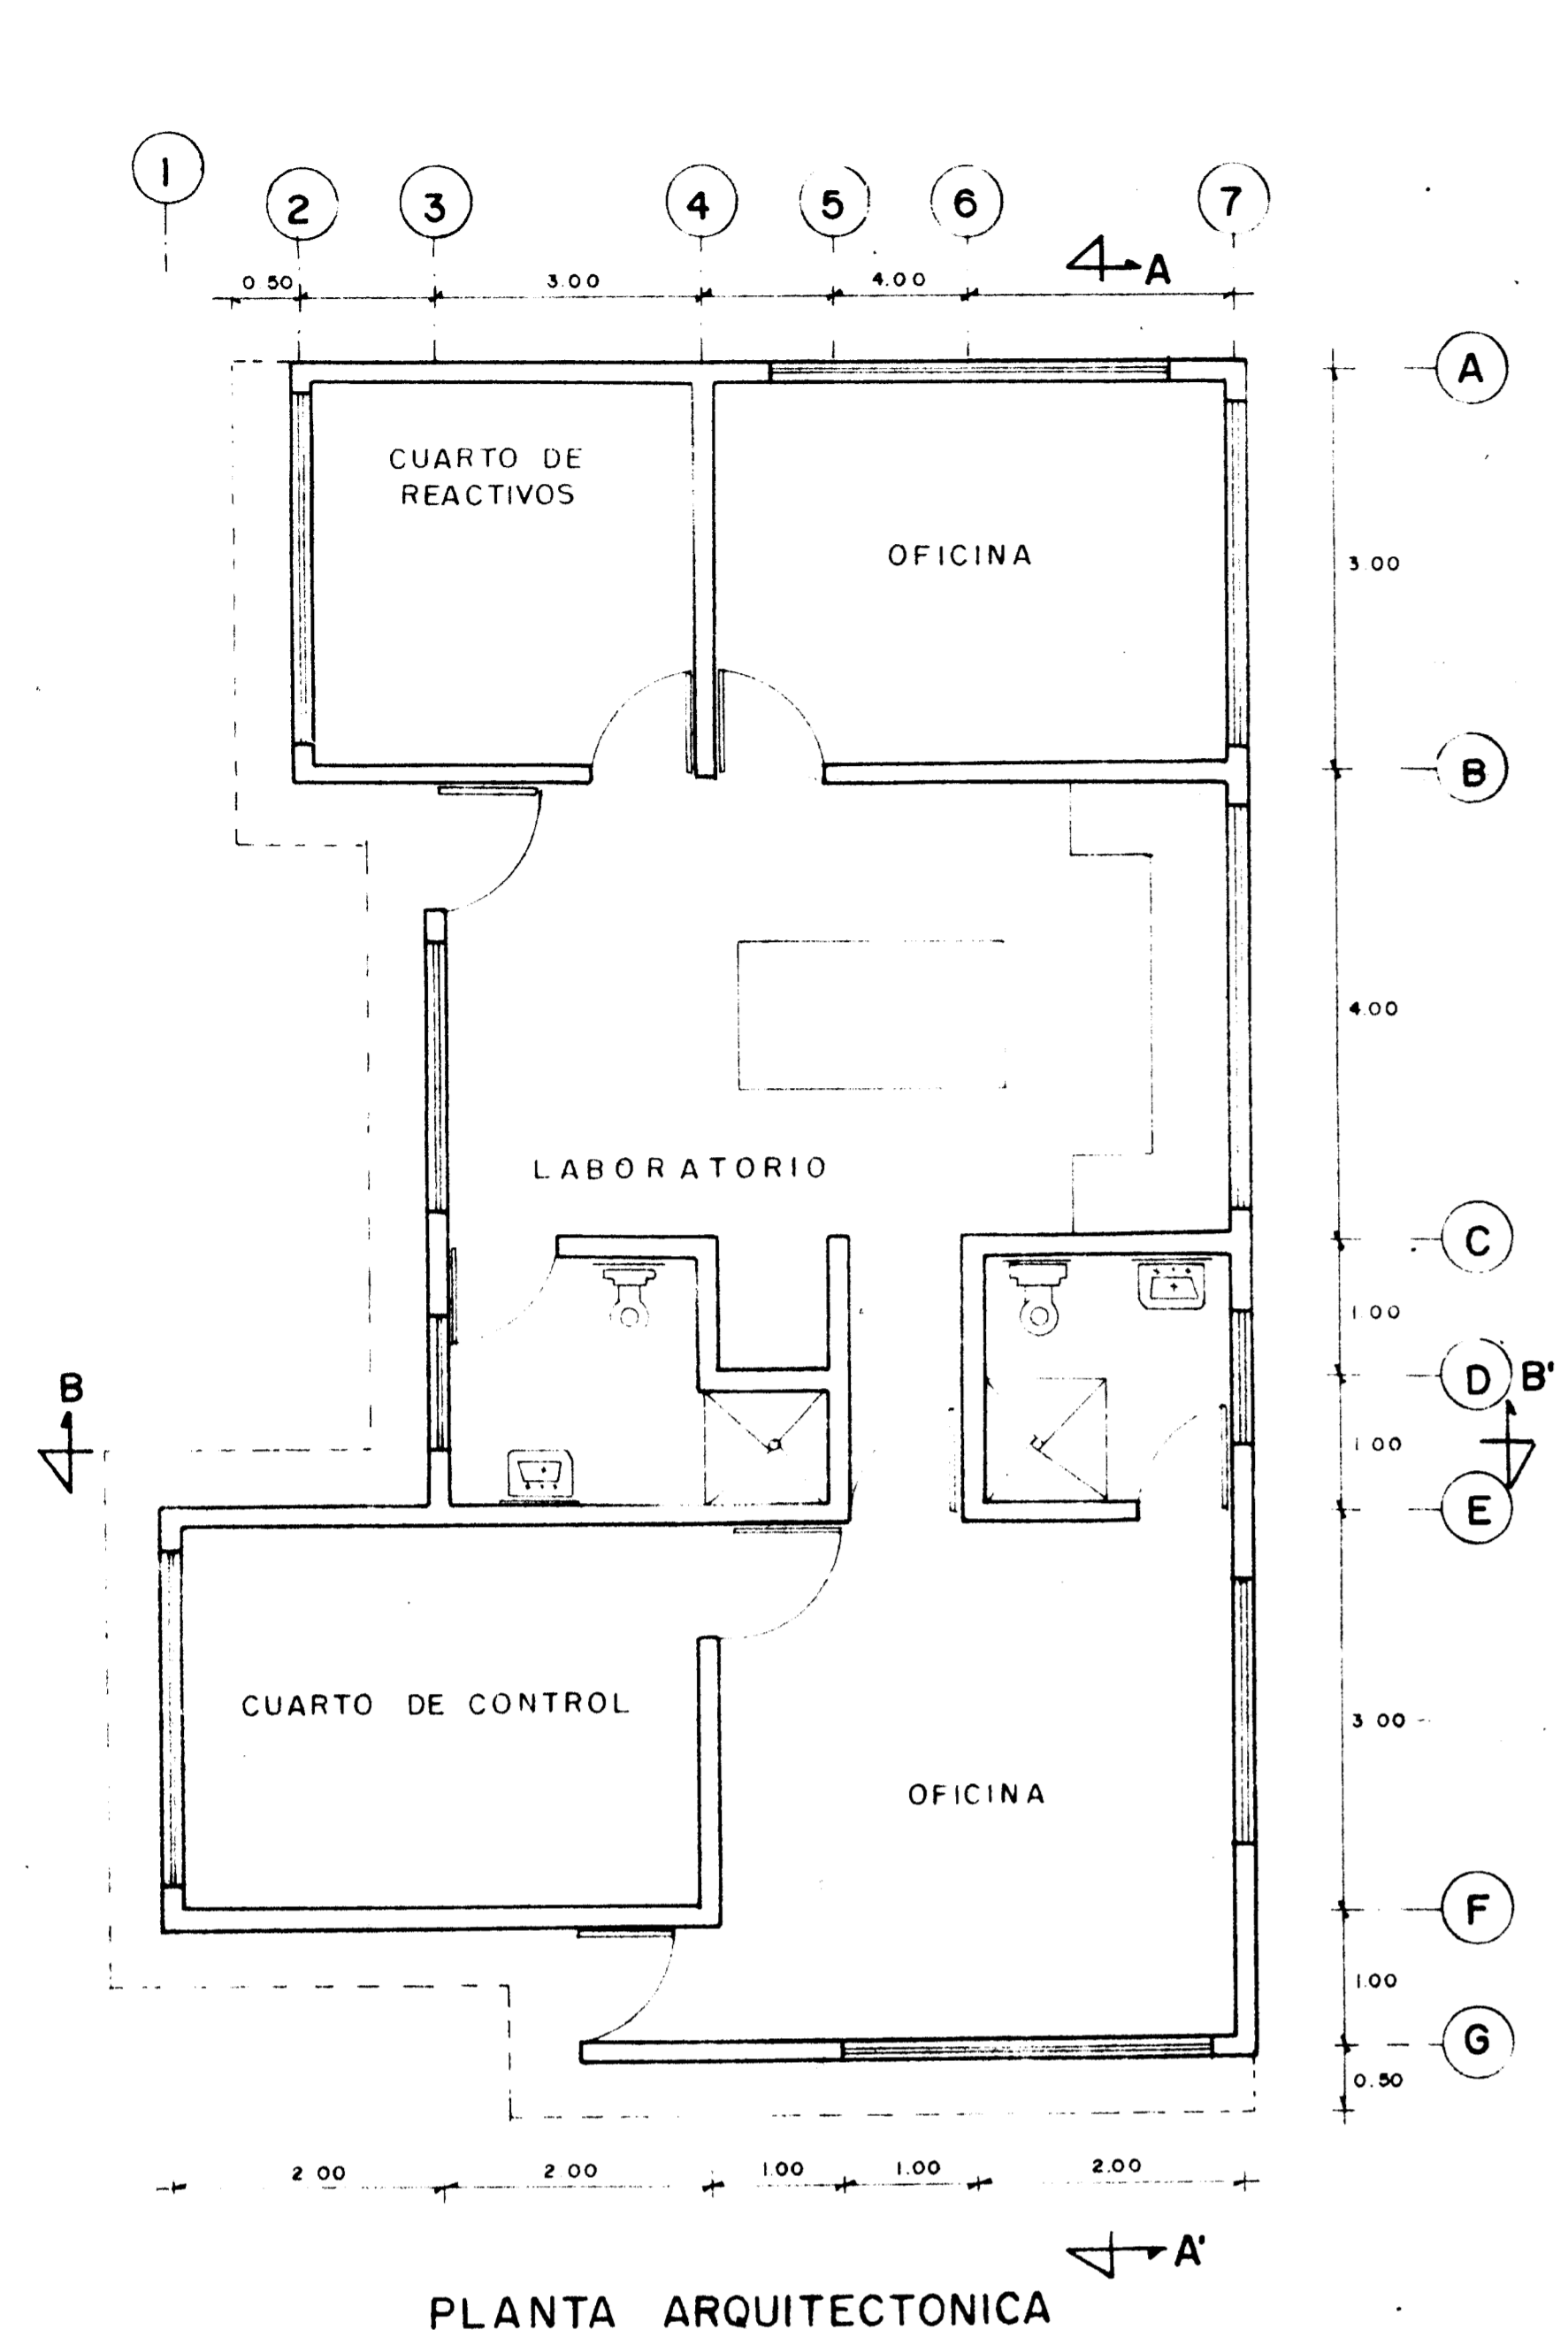 1
2 3 4 5 6 7
A
0.50 3.00 4.00
A
CUARTO DE
REACTIVOS
OFICINA
3.00
B
4.00
LABORATORIO
C
1.00
D
B B'
1.00
E
CUARTO DE CONTROL
3.00
OFICINA
F
1.00
G
0.50
2.00 2.00 1.00 1.00 2.00
A'
PLANTA ARQUITECTONICA